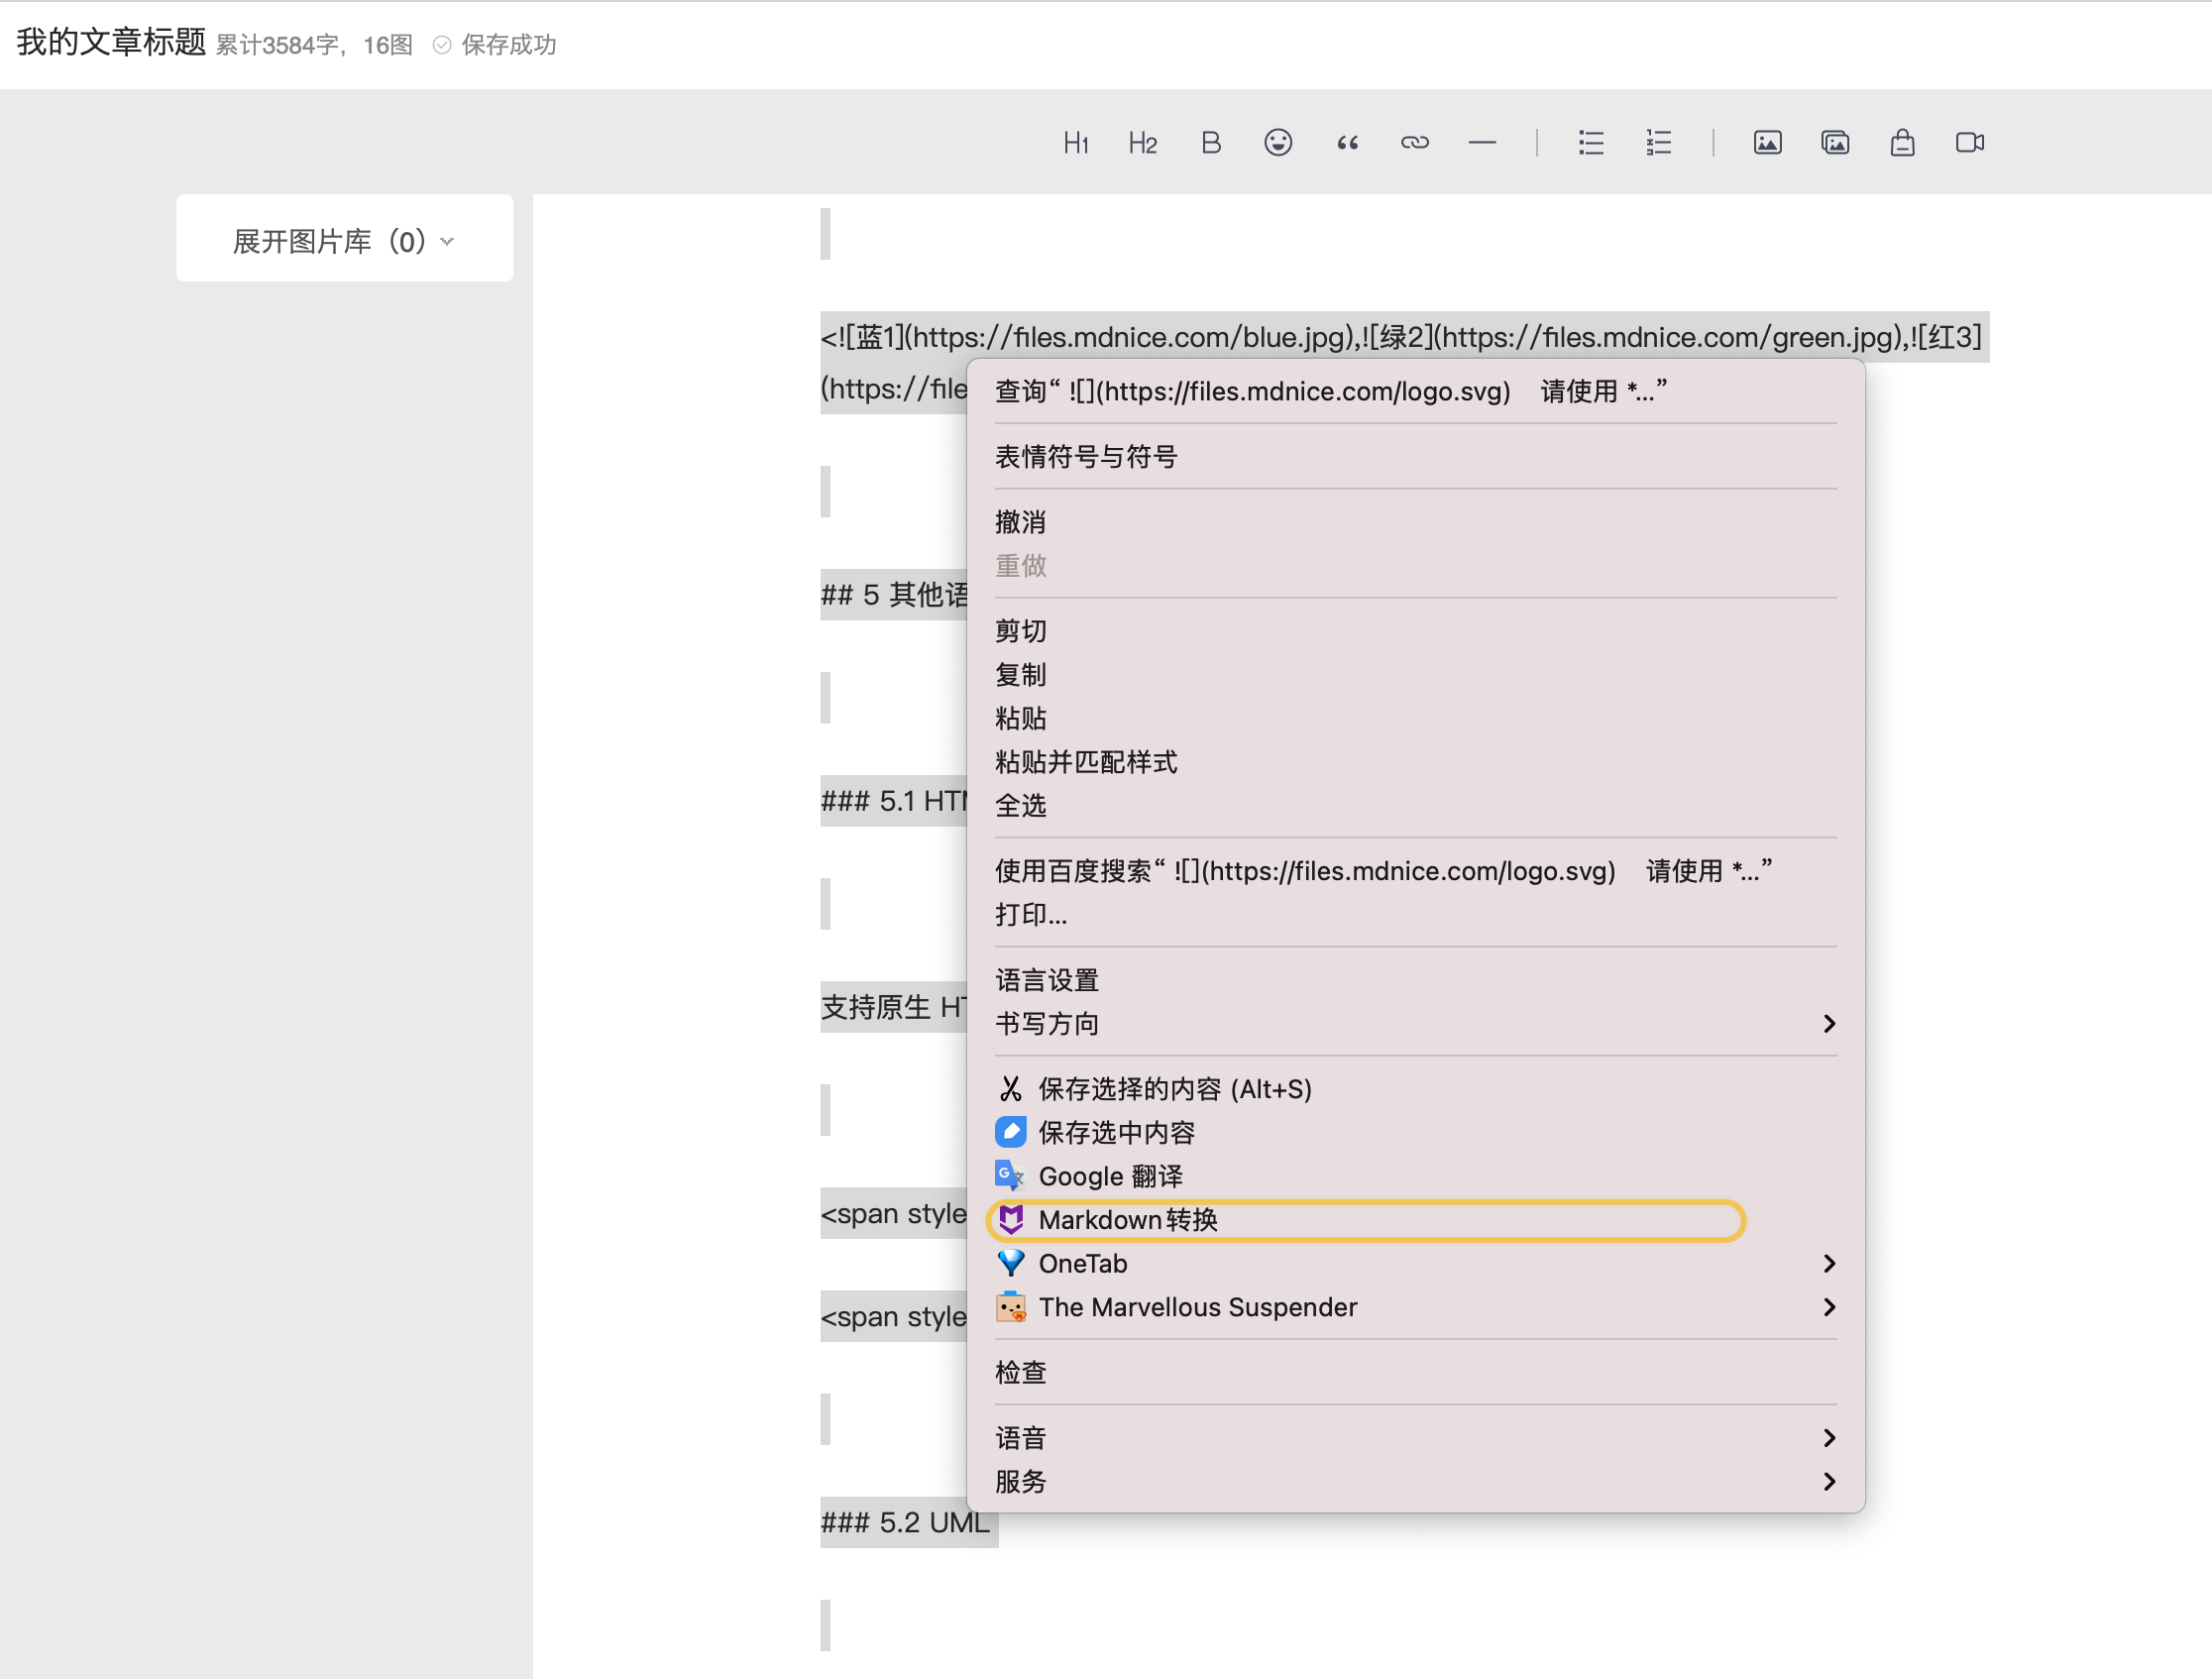 我的文章标题 累计3584字，16图 保存成功
H1 H2 B
展开图片库（0）
<![蓝1](https://files.mdnice.com/blue.jpg),![绿2](https://files.mdnice.com/green.jpg),![红3]
(https://file
查询“ ![](https://files.mdnice.com/logo.svg) 请使用 *...”
表情符号与符号
撤消
重做
## 5 其他语
剪切
复制
粘贴
粘贴并匹配样式
全选
### 5.1 HTM
使用百度搜索“ ![](https://files.mdnice.com/logo.svg) 请使用 *...”
打印...
语言设置
支持原生 HT
书写方向
保存选择的内容 (Alt+S)
保存选中内容
Google 翻译
<span style
Markdown转换
OneTab
The Marvellous Suspender
<span style
检查
语音
服务
### 5.2 UML